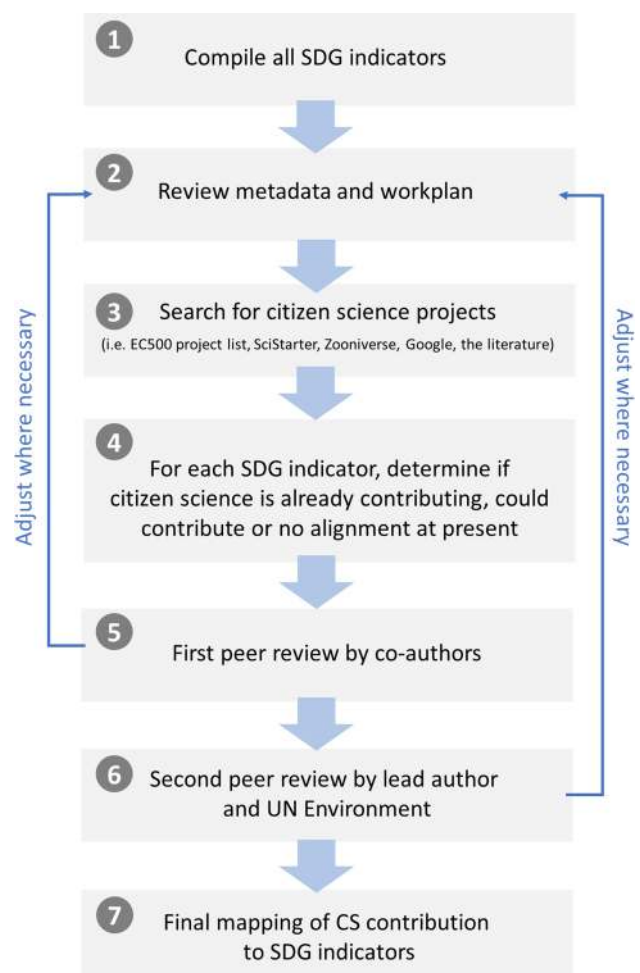 1
Compile all SDG indicators
2
Review metadata and workplan
3
Search for citizen science projects
(i.e. EC500 project list, SciStarter, Zooniverse, Google, the literature)
4
For each SDG indicator, determine if
citizen science is already contributing, could
contribute or no alignment at present
5
First peer review by co-authors
6
Second peer review by lead author
and UN Environment
7
Final mapping of CS contribution
to SDG indicators
Adjust where necessary
Adjust where necessary